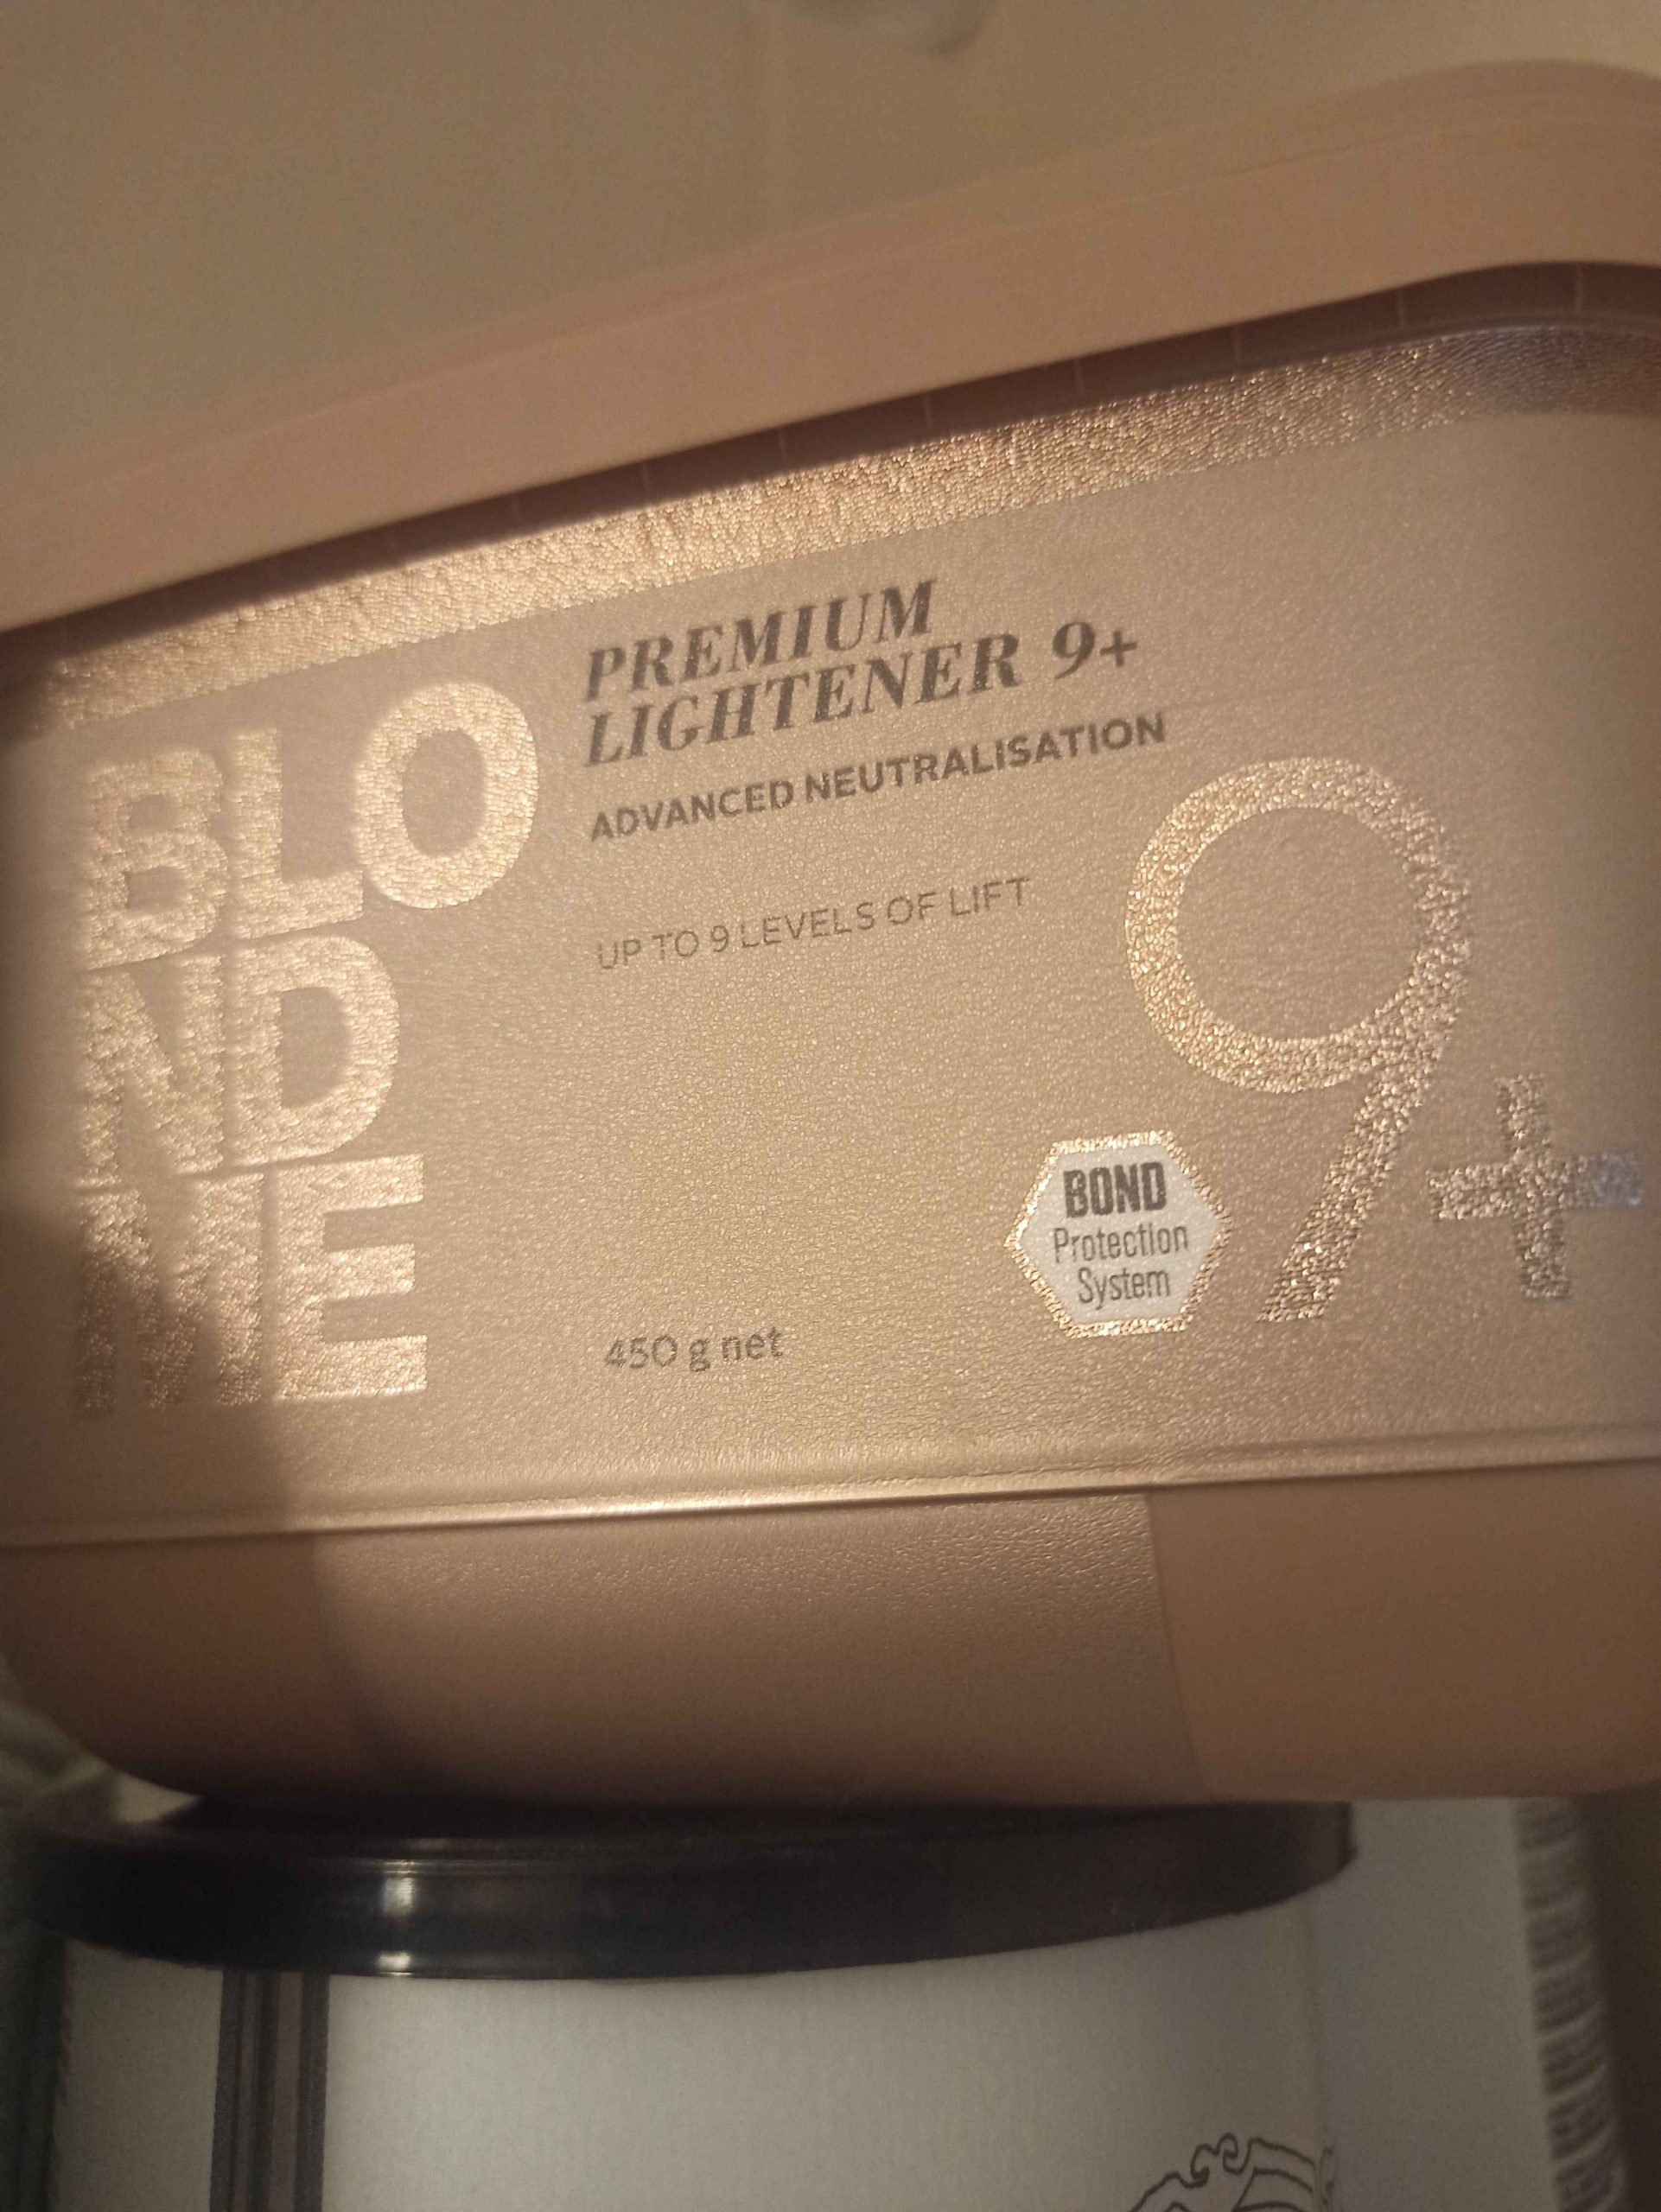 BLO
ND
ME
PREMIUM
LIGHTENER 9+
ADVANCED NEUTRALISATION
UP TO 9 LEVELS OF LIFT
9+
BOND
Protection
System
450 g net